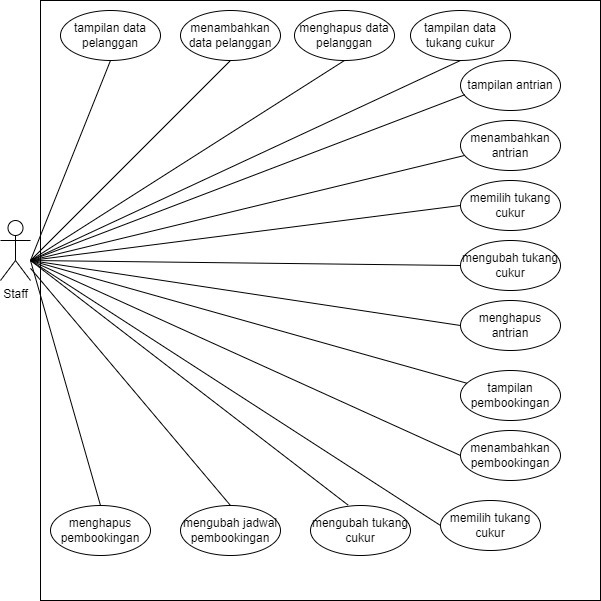 tampilan data
pelanggan
menambahkan
data pelanggan
menghapus data
pelanggan
tampilan data
tukang cukur
tampilan antrian
menambahkan
antrian
memilih tukang
cukur
mengubah tukang
cukur
Staff
menghapus
antrian
tampilan
pembookingan
menambahkan
pembookingan
menghapus
pembookingan
mengubah jadwal
pembookingan
mengubah tukang
cukur
memilih tukang
cukur